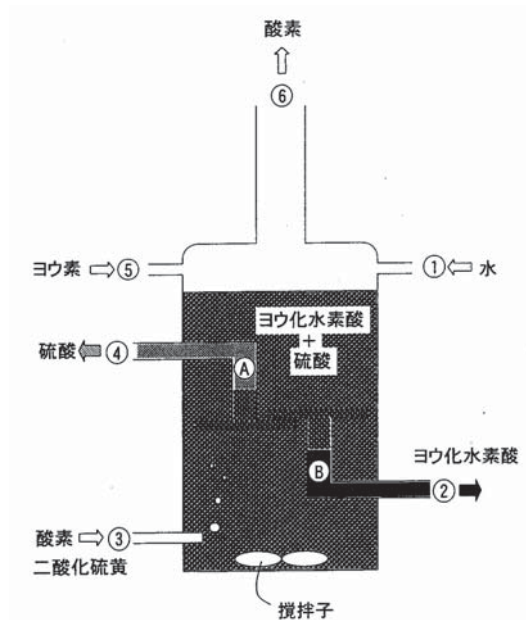 酸素
⑥
ヨウ素 ⑤
① 水
ヨウ化水素酸
+
硫酸
硫酸 ④
A
B
ヨウ化水素酸
②
酸素 ③
二酸化硫黄
攪拌子